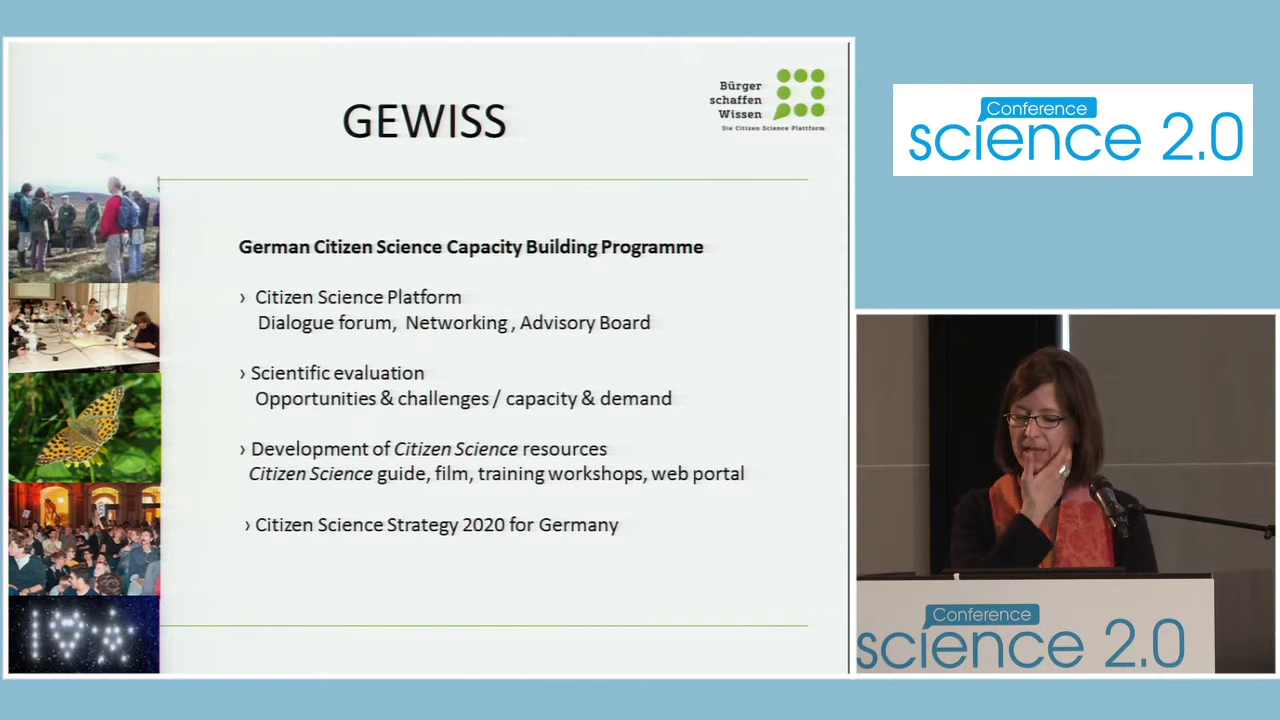 GEWISS
Bürger
schaffen
Wissen
Die Citizen Science Plattform
German Citizen Science Capacity Building Programme
› Citizen Science Platform
Dialogue forum, Networking , Advisory Board
› Scientific evaluation
Opportunities & challenges / capacity & demand
› Development of Citizen Science resources
Citizen Science guide, film, training workshops, web portal
› Citizen Science Strategy 2020 for Germany
Conference
science 2.0
Conference
science 2.0